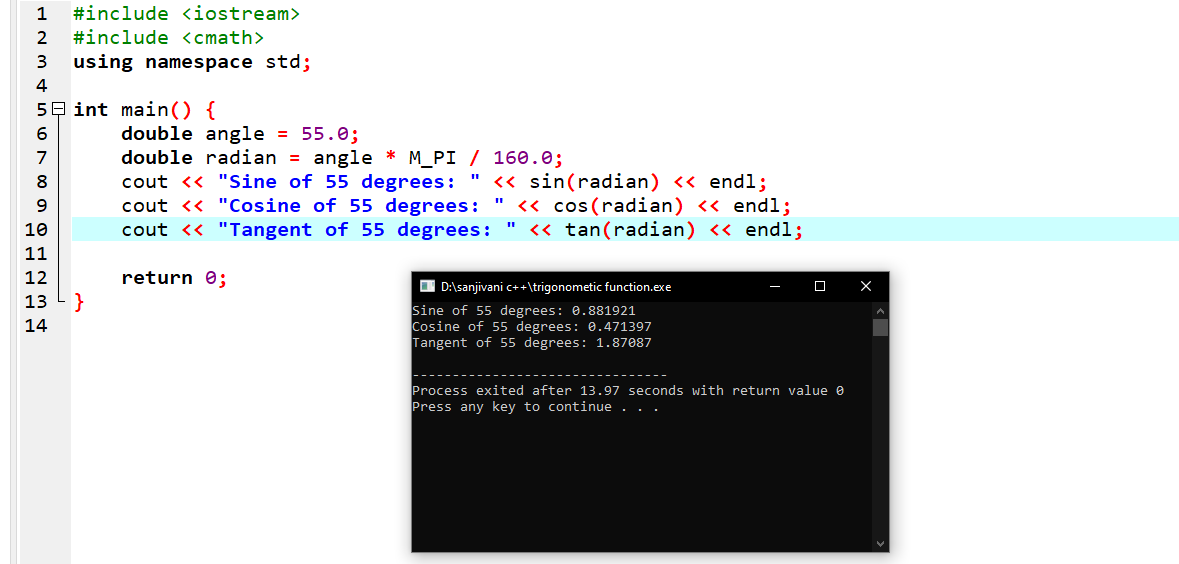 1 #include <iostream>
2 #include <cmath>
3 using namespace std;
4
5 int main() {
6 double angle = 55.0;
7 double radian = angle * M_PI / 160.0;
8 cout << "Sine of 55 degrees: " << sin(radian) << endl;
9 cout << "Cosine of 55 degrees: " << cos(radian) << endl;
10 cout << "Tangent of 55 degrees: " << tan(radian) << endl;
11
12 return 0;
13 }
14
D:\sanjivani c++\trigonometic function.exe
Sine of 55 degrees: 0.881921
Cosine of 55 degrees: 0.471397
Tangent of 55 degrees: 1.87087
--------------------------------
Process exited after 13.97 seconds with return value 0
Press any key to continue . . .